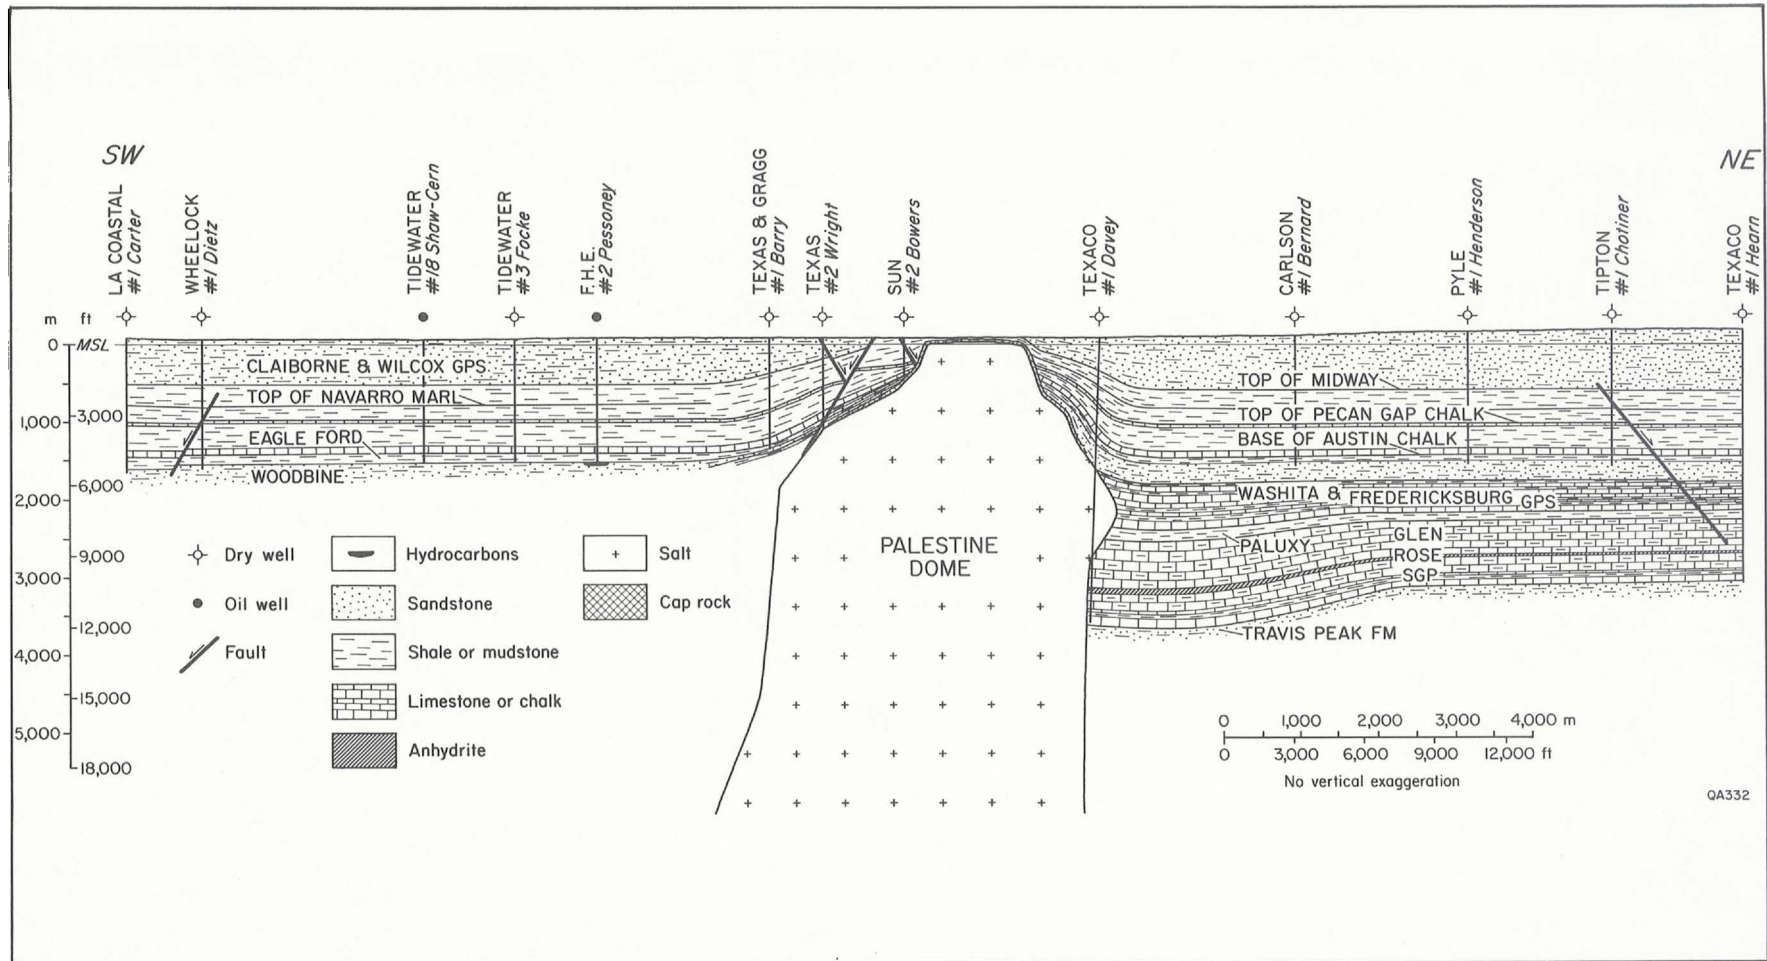 SW
NE
LA COASTAL
#1 Carter
WHEELOCK
#1 Dietz
TIDEWATER
#18 Shaw-Cern
TIDEWATER
#3 Focke
F.H.E.
#2 Pessoney
TEXAS & GRAGG
#1 Barry
TEXAS
#2 Wright
SUN
#2 Bowers
TEXACO
#1 Davey
CARLSON
#1 Bernard
PYLE
#1 Henderson
TIPTON
#1 Chotiner
TEXACO
#1 Hearn
m ft
0 MSL
3,000
1,000
6,000
2,000
9,000
3,000
12,000
4,000
15,000
5,000
18,000
CLAIBORNE & WILCOX GPS
TOP OF NAVARRO MARL
EAGLE FORD
WOODBINE
TOP OF MIDWAY
TOP OF PECAN GAP CHALK
BASE OF AUSTIN CHALK
WASHITA & FREDERICKSBURG GPS
PALUXY
GLEN
ROSE
SGP
TRAVIS PEAK FM
PALESTINE
DOME
Dry well
Oil well
Fault
Hydrocarbons
Sandstone
Shale or mudstone
Limestone or chalk
Anhydrite
Salt
Cap rock
0 1,000 2,000 3,000 4,000 m
0 3,000 6,000 9,000 12,000 ft
No vertical exaggeration
QA332